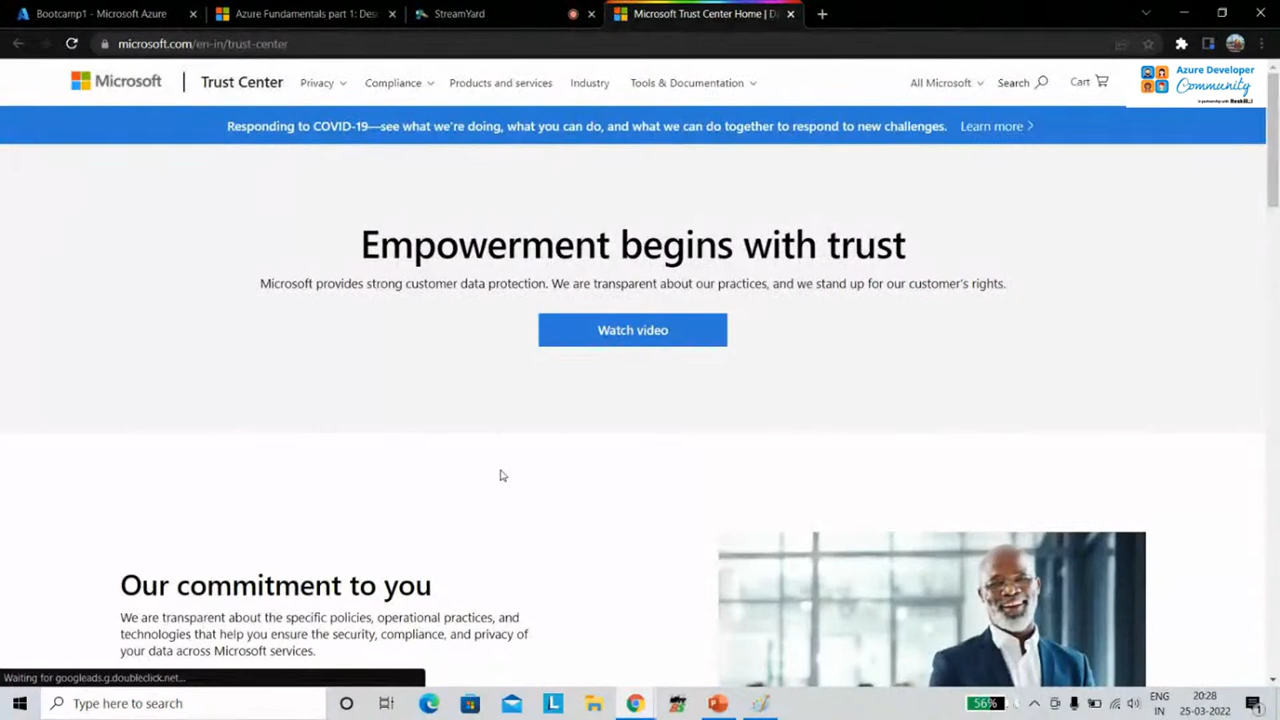 Bootcamp1 - Microsoft Azure
Azure Fundamentals part 1: Des
StreamYard
Microsoft Trust Center Home | D
microsoft.com/en-in/trust-center
Microsoft
Trust Center
Privacy
Compliance
Products and services
Industry
Tools & Documentation
All Microsoft
Search
Cart
Azure Developer
Community
in partnership with Reskilll
Responding to COVID-19—see what we're doing, what you can do, and what we can do together to respond to new challenges. Learn more
Empowerment begins with trust
Microsoft provides strong customer data protection. We are transparent about our practices, and we stand up for our customer's rights.
Watch video
Our commitment to you
We are transparent about the specific policies, operational practices, and
technologies that help you ensure the security, compliance, and privacy of
your data across Microsoft services.
Waiting for googleads.g.doubleclick.net...
Type here to search
L
56%
ENG
IN
20:28
25-03-2022
1